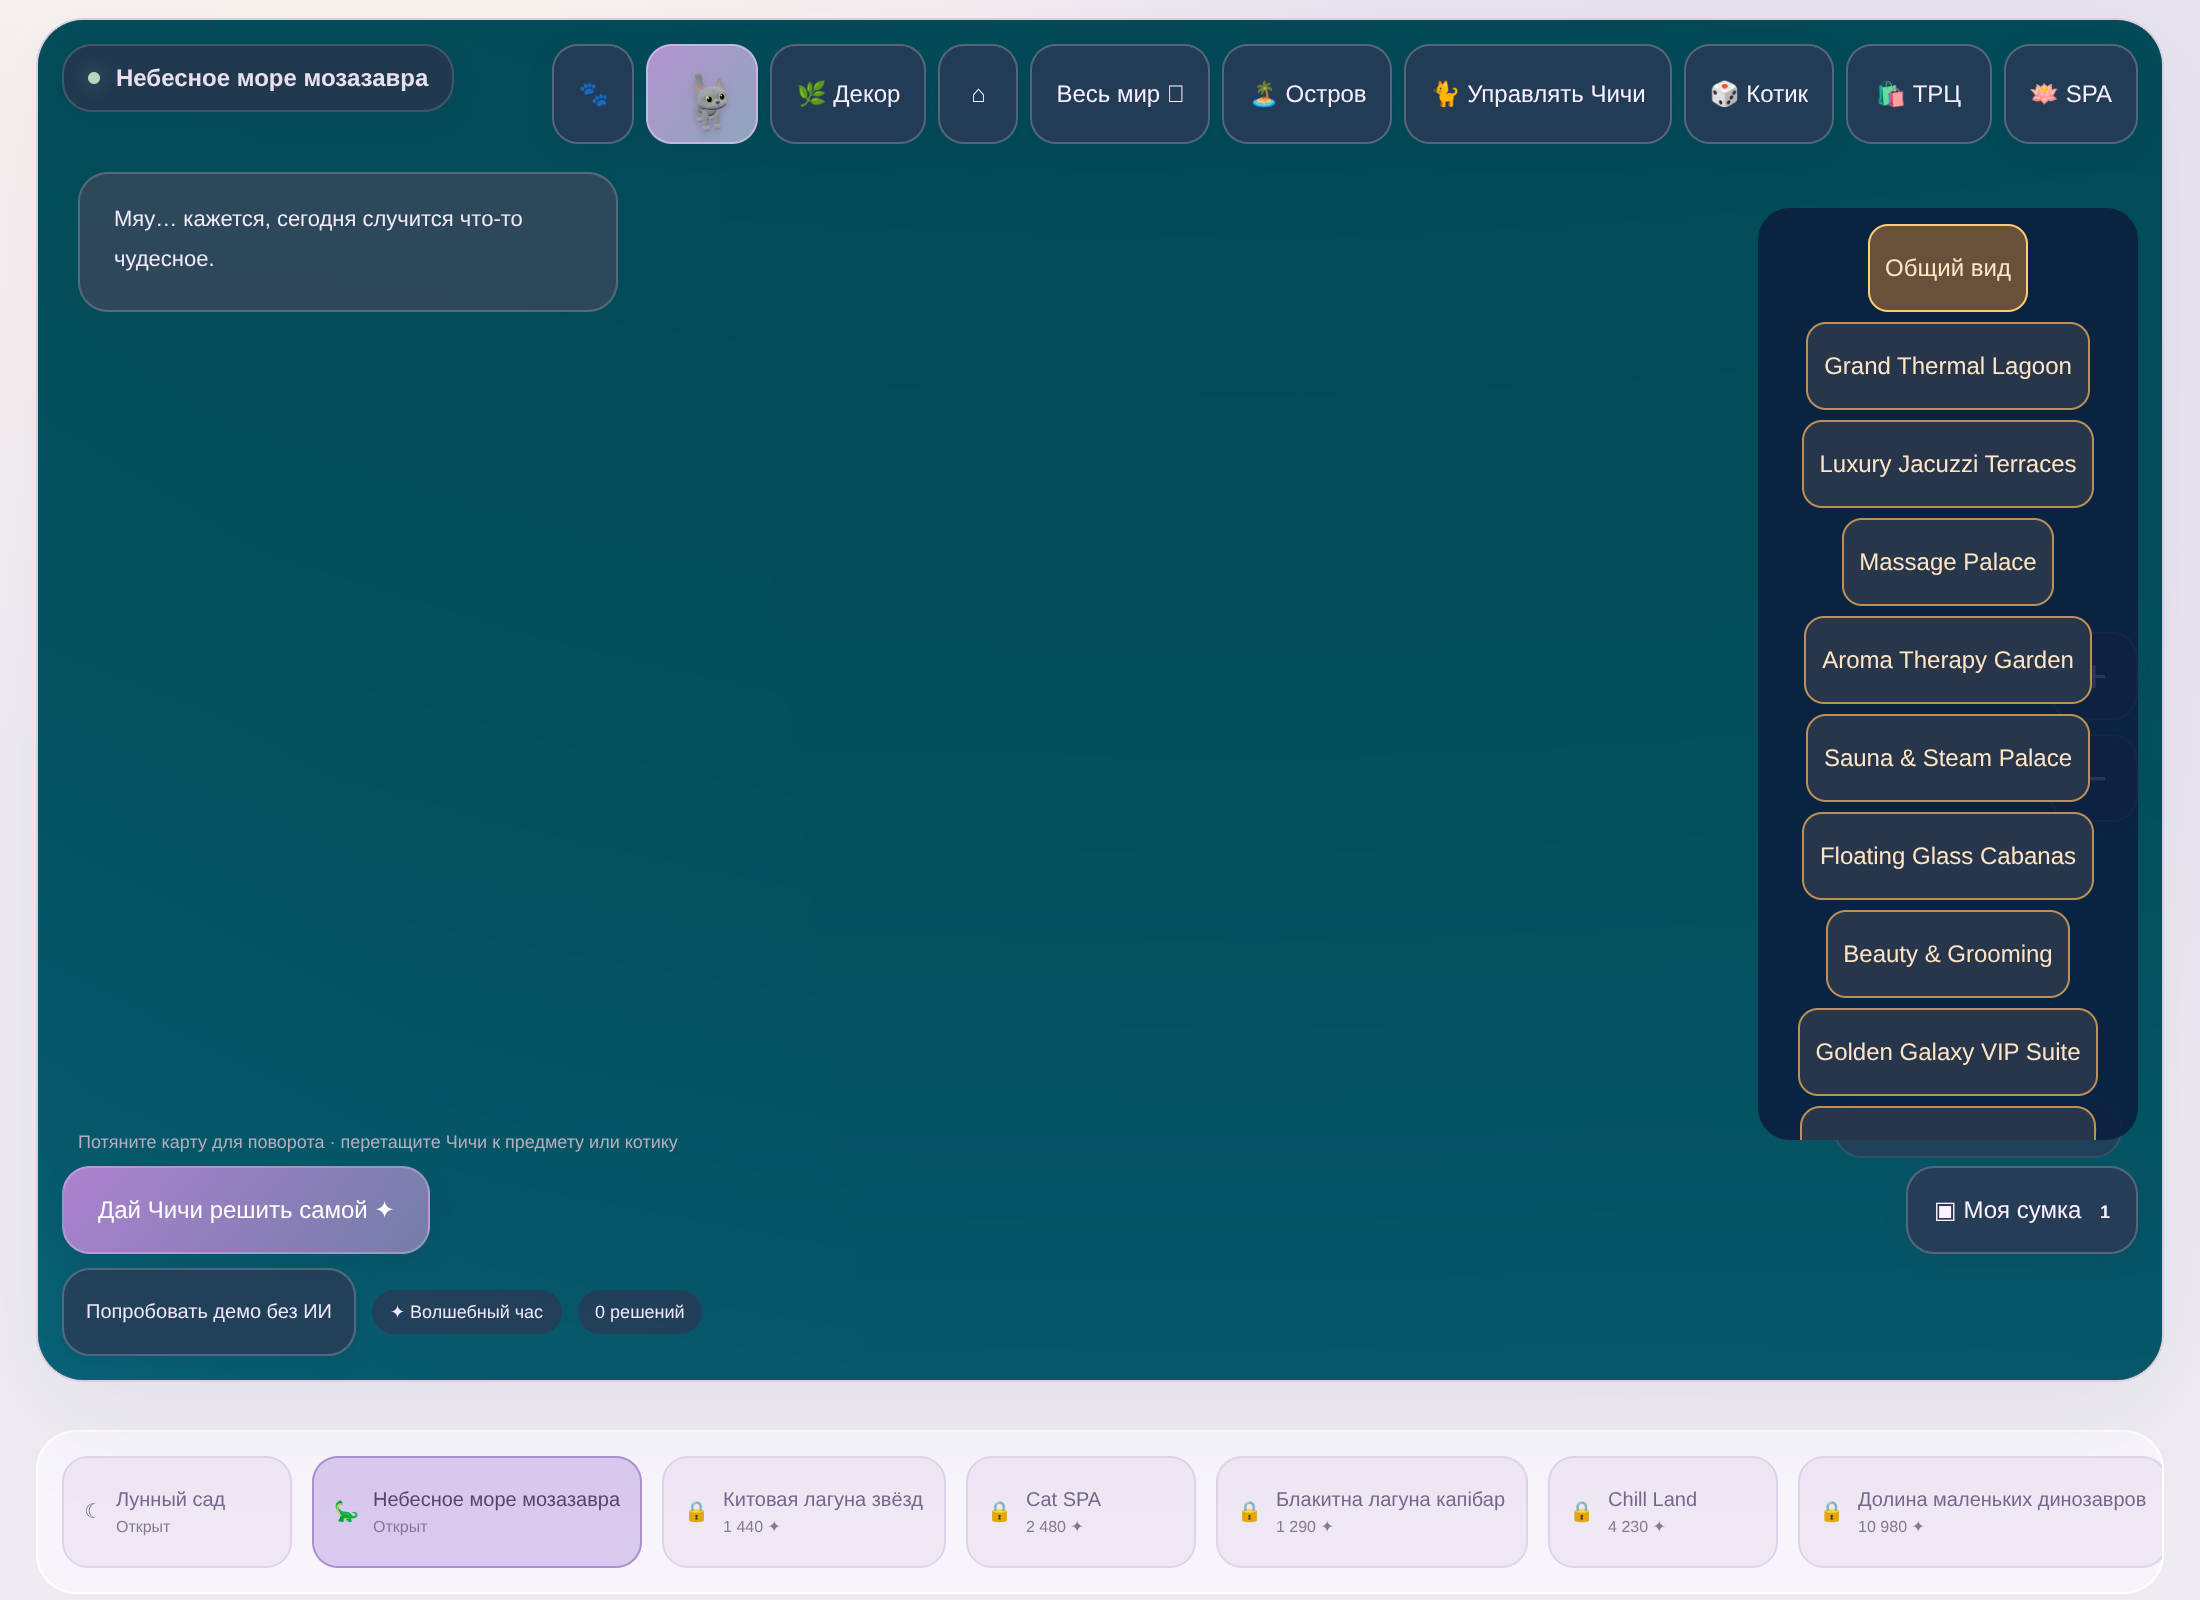 Небесное море мозазавра
Декор
Весь мир
Остров
Управлять Чичи
Котик
ТРЦ
SPA
Мяу… кажется, сегодня случится что-то
чудесное.
Общий вид
Grand Thermal Lagoon
Luxury Jacuzzi Terraces
Massage Palace
Aroma Therapy Garden
Sauna & Steam Palace
Floating Glass Cabanas
Beauty & Grooming
Golden Galaxy VIP Suite
Потяните карту для поворота · перетащите Чичи к предмету или котику
Дай Чичи решить самой ✦
Моя сумка 1
Попробовать демо без ИИ
✦ Волшебный час
0 решений
Лунный сад
Открыт
Небесное море мозазавра
Открыт
Китовая лагуна звёзд
1 440 ✦
Cat SPA
2 480 ✦
Блакитна лагуна капібар
1 290 ✦
Chill Land
4 230 ✦
Долина маленьких динозавров
10 980 ✦